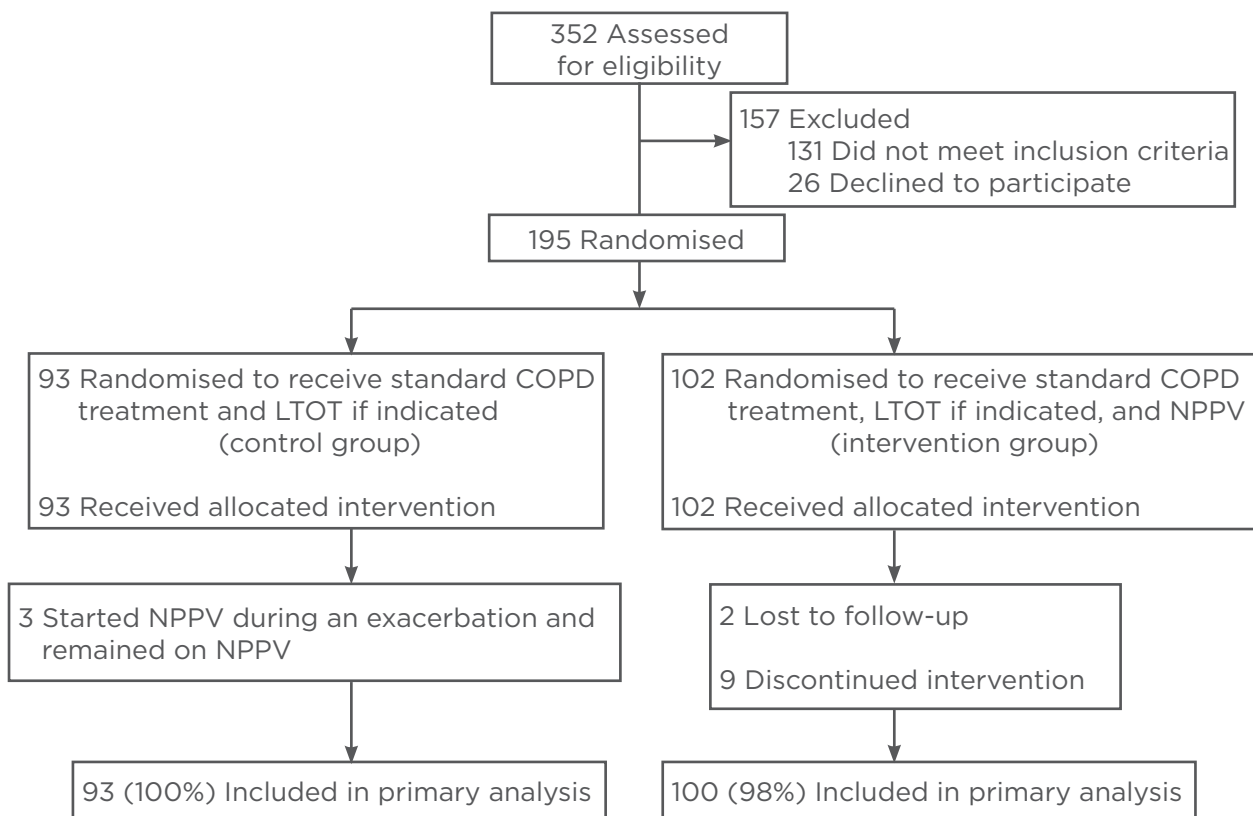 352 Assessed
for eligibility
157 Excluded
131 Did not meet inclusion criteria
26 Declined to participate
195 Randomised
93 Randomised to receive standard COPD
treatment and LTOT if indicated
(control group)
93 Received allocated intervention
102 Randomised to receive standard COPD
treatment, LTOT if indicated, and NPPV
(intervention group)
102 Received allocated intervention
3 Started NPPV during an exacerbation and
remained on NPPV
2 Lost to follow-up
9 Discontinued intervention
93 (100%) Included in primary analysis
100 (98%) Included in primary analysis